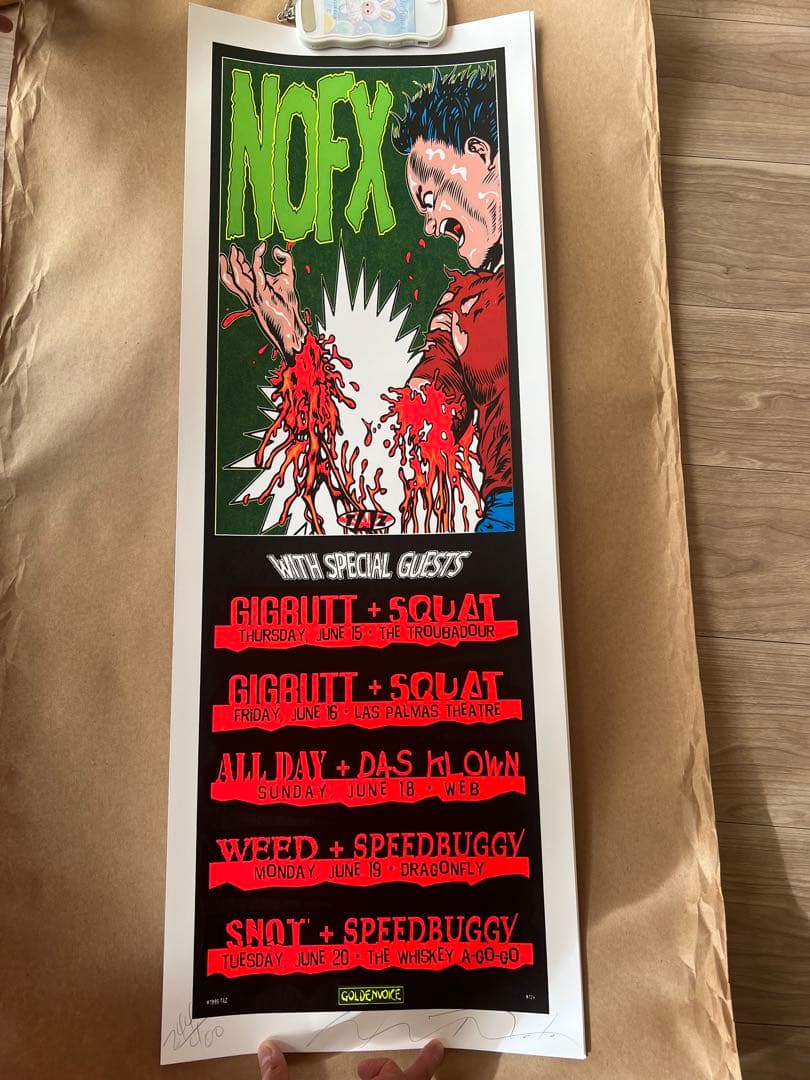 NOFX
TAZ
WITH SPECIAL GUESTS
GIGBUTT + SQUAT
THURSDAY, JUNE 15 • THE TROUBADOUR
GIGBUTT + SQUAT
FRIDAY, JUNE 16 • LAS PALMAS THEATRE
ALL DAY + DAS KLOWN
SUNDAY, JUNE 18 • WEB
WEED + SPEEDBUGGY
MONDAY, JUNE 19 • DRAGONFLY
SNOT + SPEEDBUGGY
TUESDAY, JUNE 20 • THE WHISKEY A-GO-GO
©1995 TAZ
GOLDENVOICE